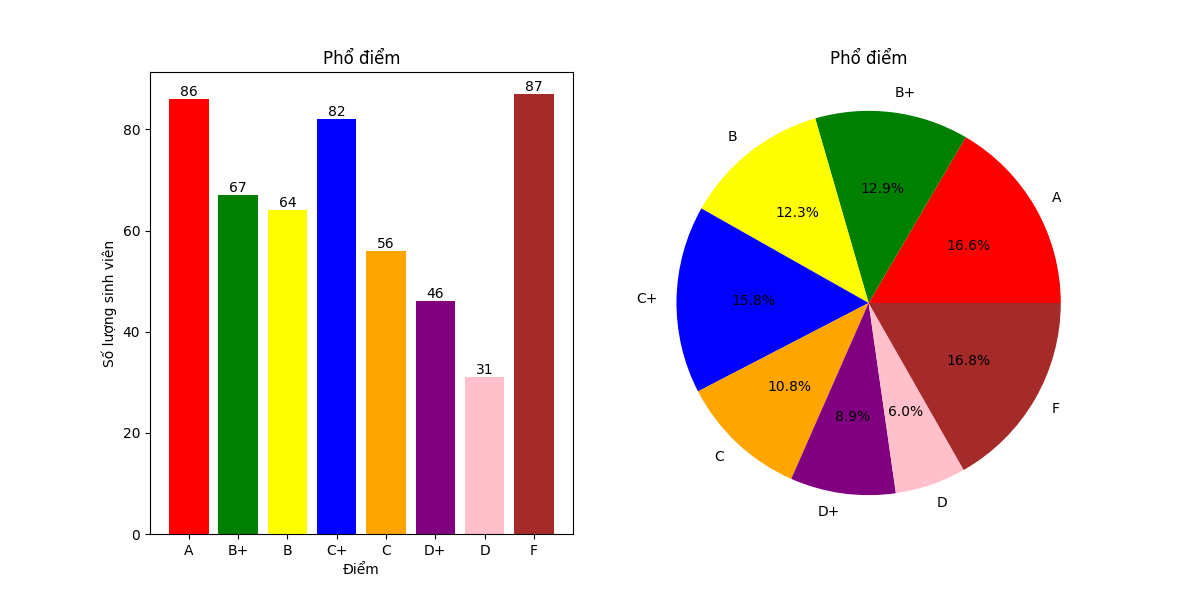 Phổ điểm
Số lượng sinh viên
80
60
40
20
0
86
67
64
82
56
46
31
87
A
B+
B
C+
C
D+
D
F
Điểm
Phổ điểm
A
B+
B
C+
C
D+
D
F
16.6%
12.9%
12.3%
15.8%
10.8%
8.9%
6.0%
16.8%